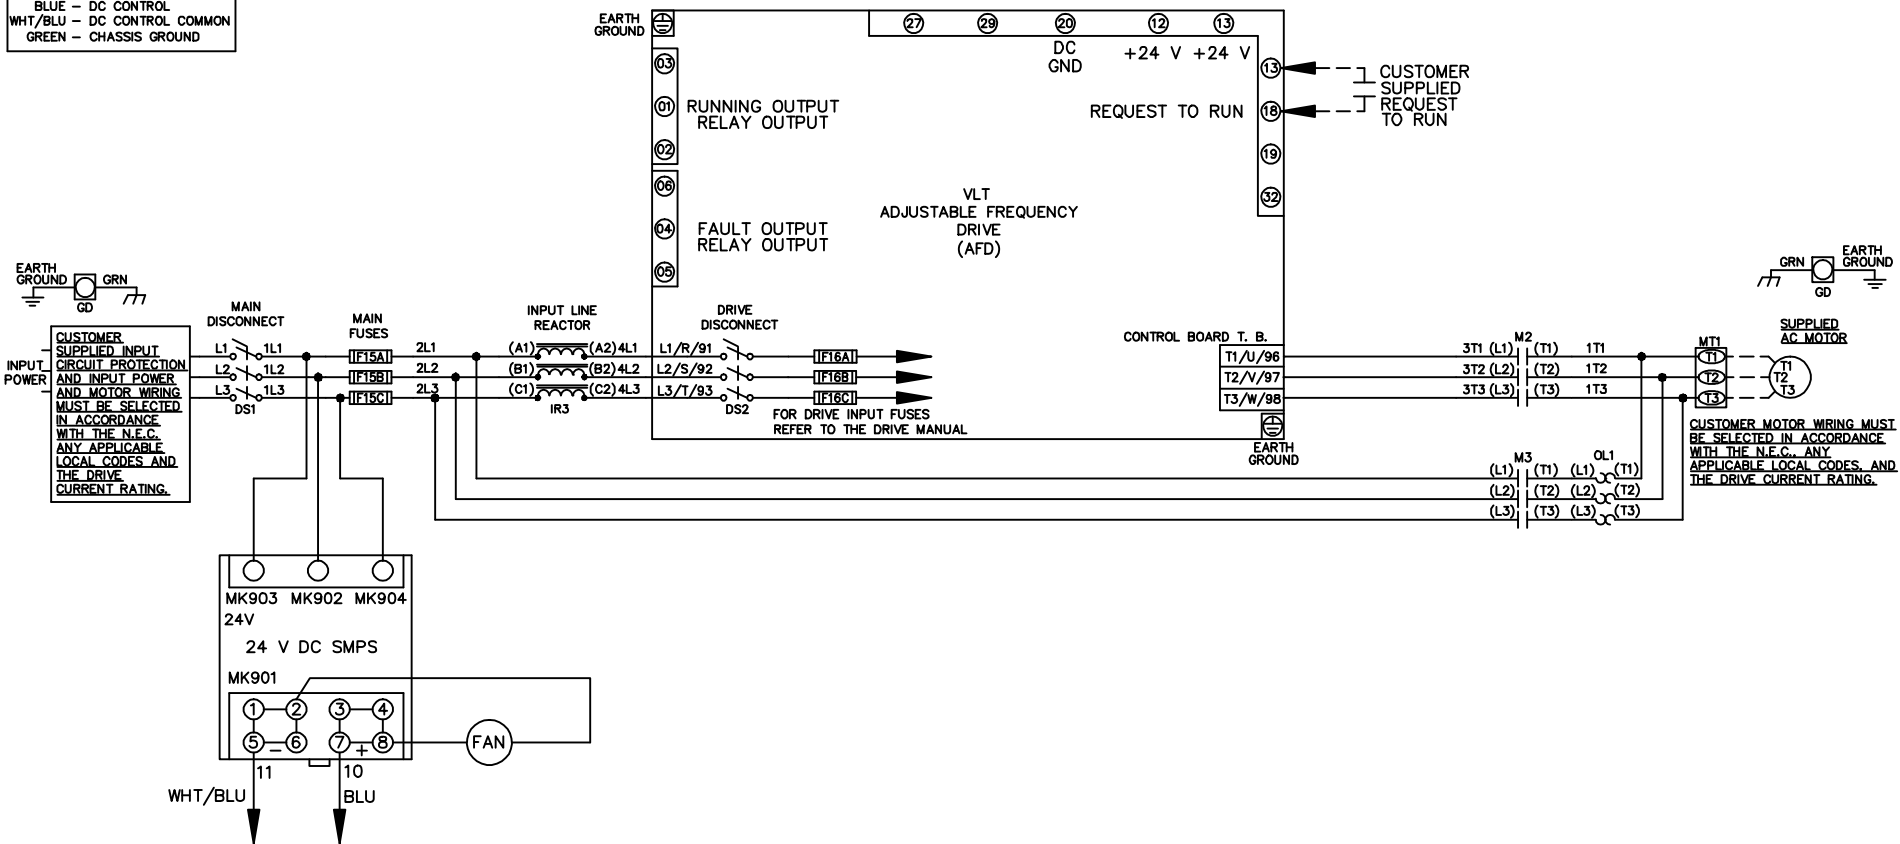 BLUE – DC CONTROL
WHT/BLU – DC CONTROL COMMON
GREEN – CHASSIS GROUND
EARTH
GROUND
27
29
20
12
13
DC
GND
+24 V
+24 V
03
01
02
RUNNING OUTPUT
RELAY OUTPUT
06
04
05
FAULT OUTPUT
RELAY OUTPUT
REQUEST TO RUN
13
18
19
32
CUSTOMER
SUPPLIED
REQUEST
TO RUN
VLT
ADJUSTABLE FREQUENCY
DRIVE
(AFD)
EARTH
GROUND
GRN
GD
INPUT
POWER
CUSTOMER
SUPPLIED INPUT
CIRCUIT PROTECTION
AND INPUT POWER
AND MOTOR WIRING
MUST BE SELECTED
IN ACCORDANCE
WITH THE N.E.C.
ANY APPLICABLE
LOCAL CODES AND
THE DRIVE
CURRENT RATING.
MAIN
DISCONNECT
L1
1L1
L2
1L2
L3
1L3
DS1
MAIN
FUSES
F15A
F15B
F15C
2L1
2L2
2L3
INPUT LINE
REACTOR
(A1)
(A2)4L1
(B1)
(B2)4L2
(C1)
(C2)4L3
IR3
DRIVE
DISCONNECT
L1/R/91
L2/S/92
L3/T/93
DS2
F16A
F16B
F16C
FOR DRIVE INPUT FUSES
REFER TO THE DRIVE MANUAL
CONTROL BOARD T. B.
T1/U/96
T2/V/97
T3/W/98
EARTH
GROUND
M2
3T1 (L1)
(T1)
1T1
3T2 (L2)
(T2)
1T2
3T3 (L3)
(T3)
1T3
MT1
T1
T2
T3
SUPPLIED
AC MOTOR
T1
T2
T3
GRN
GD
EARTH
GROUND
CUSTOMER MOTOR WIRING MUST
BE SELECTED IN ACCORDANCE
WITH THE N.E.C., ANY
APPLICABLE LOCAL CODES, AND
THE DRIVE CURRENT RATING.
M3
OL1
(L1)
(T1)
(L1)
(T1)
(L2)
(T2)
(L2)
(T2)
(L3)
(T3)
(L3)
(T3)
MK903
MK902
MK904
24V
24 V DC SMPS
MK901
1
2
3
4
5
–
6
7
+
8
FAN
11
10
WHT/BLU
BLU